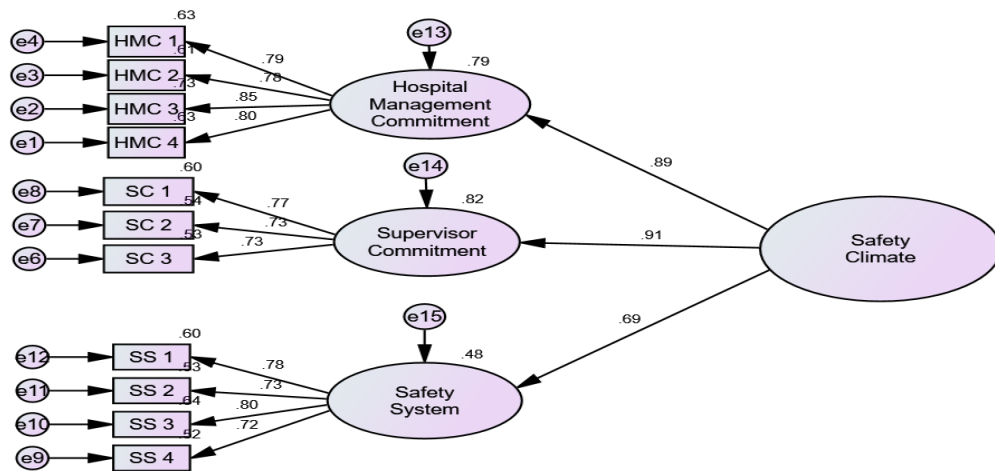 .63
e4 HMC 1
.61
e3 HMC 2
.73
e2 HMC 3
.63
e1 HMC 4
.79
.78
.85
.80
e13
.79
Hospital
Management
Commitment
.89
.60
e8 SC 1
.54
e7 SC 2
.53
e6 SC 3
.77
.73
.73
e14
.82
Supervisor
Commitment
.91
Safety
Climate
.69
.60
e12 SS 1
.53
e11 SS 2
.64
e10 SS 3
.52
e9 SS 4
.78
.73
.80
.72
e15
.48
Safety
System